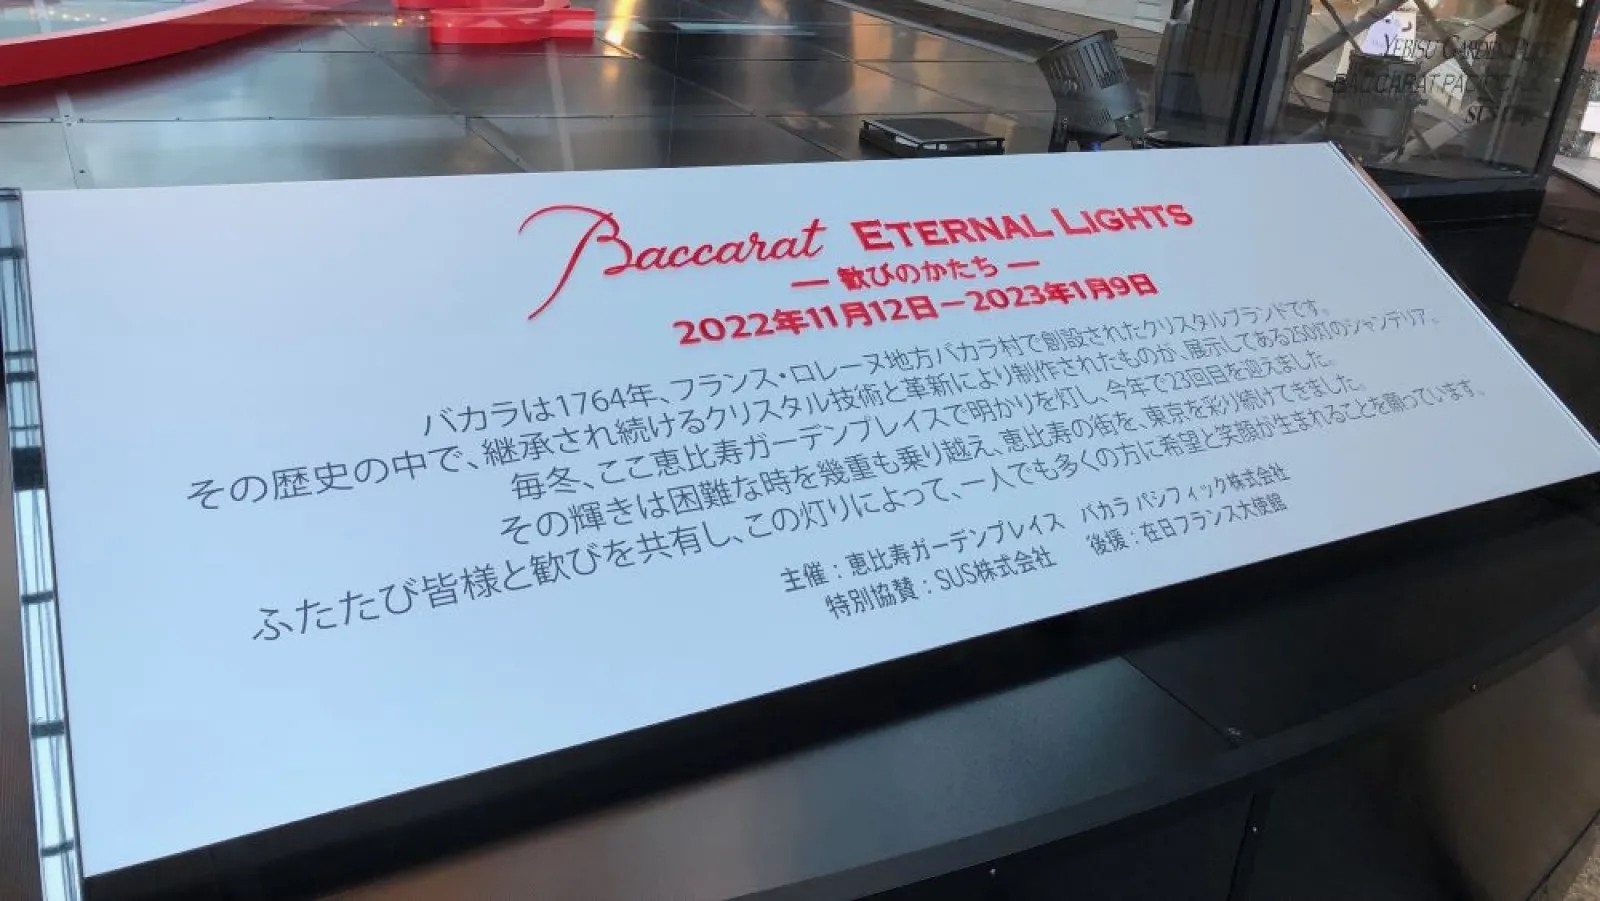 YEBISU GARDEN PLACE
BACCARAT PACIFIC
Baccarat ETERNAL LIGHTS
— 歓びのかたち —
2022年11月12日－2023年1月9日
バカラは1764年、フランス・ロレーヌ地方バカラ村で創設されたクリスタルブランドです。
その歴史の中で、継承され続けるクリスタル技術と革新により制作されたものが、展示してある250灯のシャンデリア。
毎冬、ここ恵比寿ガーデンプレイスで明かりを灯し、今年で23回目を迎えました。
その輝きは困難な時を幾重も乗り越え、恵比寿の街を、東京を彩り続けてきました。
ふたたび皆様と歓びを共有し、この灯りによって、一人でも多くの方に希望と笑顔が生まれることを願っています。
主催：恵比寿ガーデンプレイス バカラ パシフィック株式会社
特別協賛：SUS株式会社 後援：在日フランス大使館